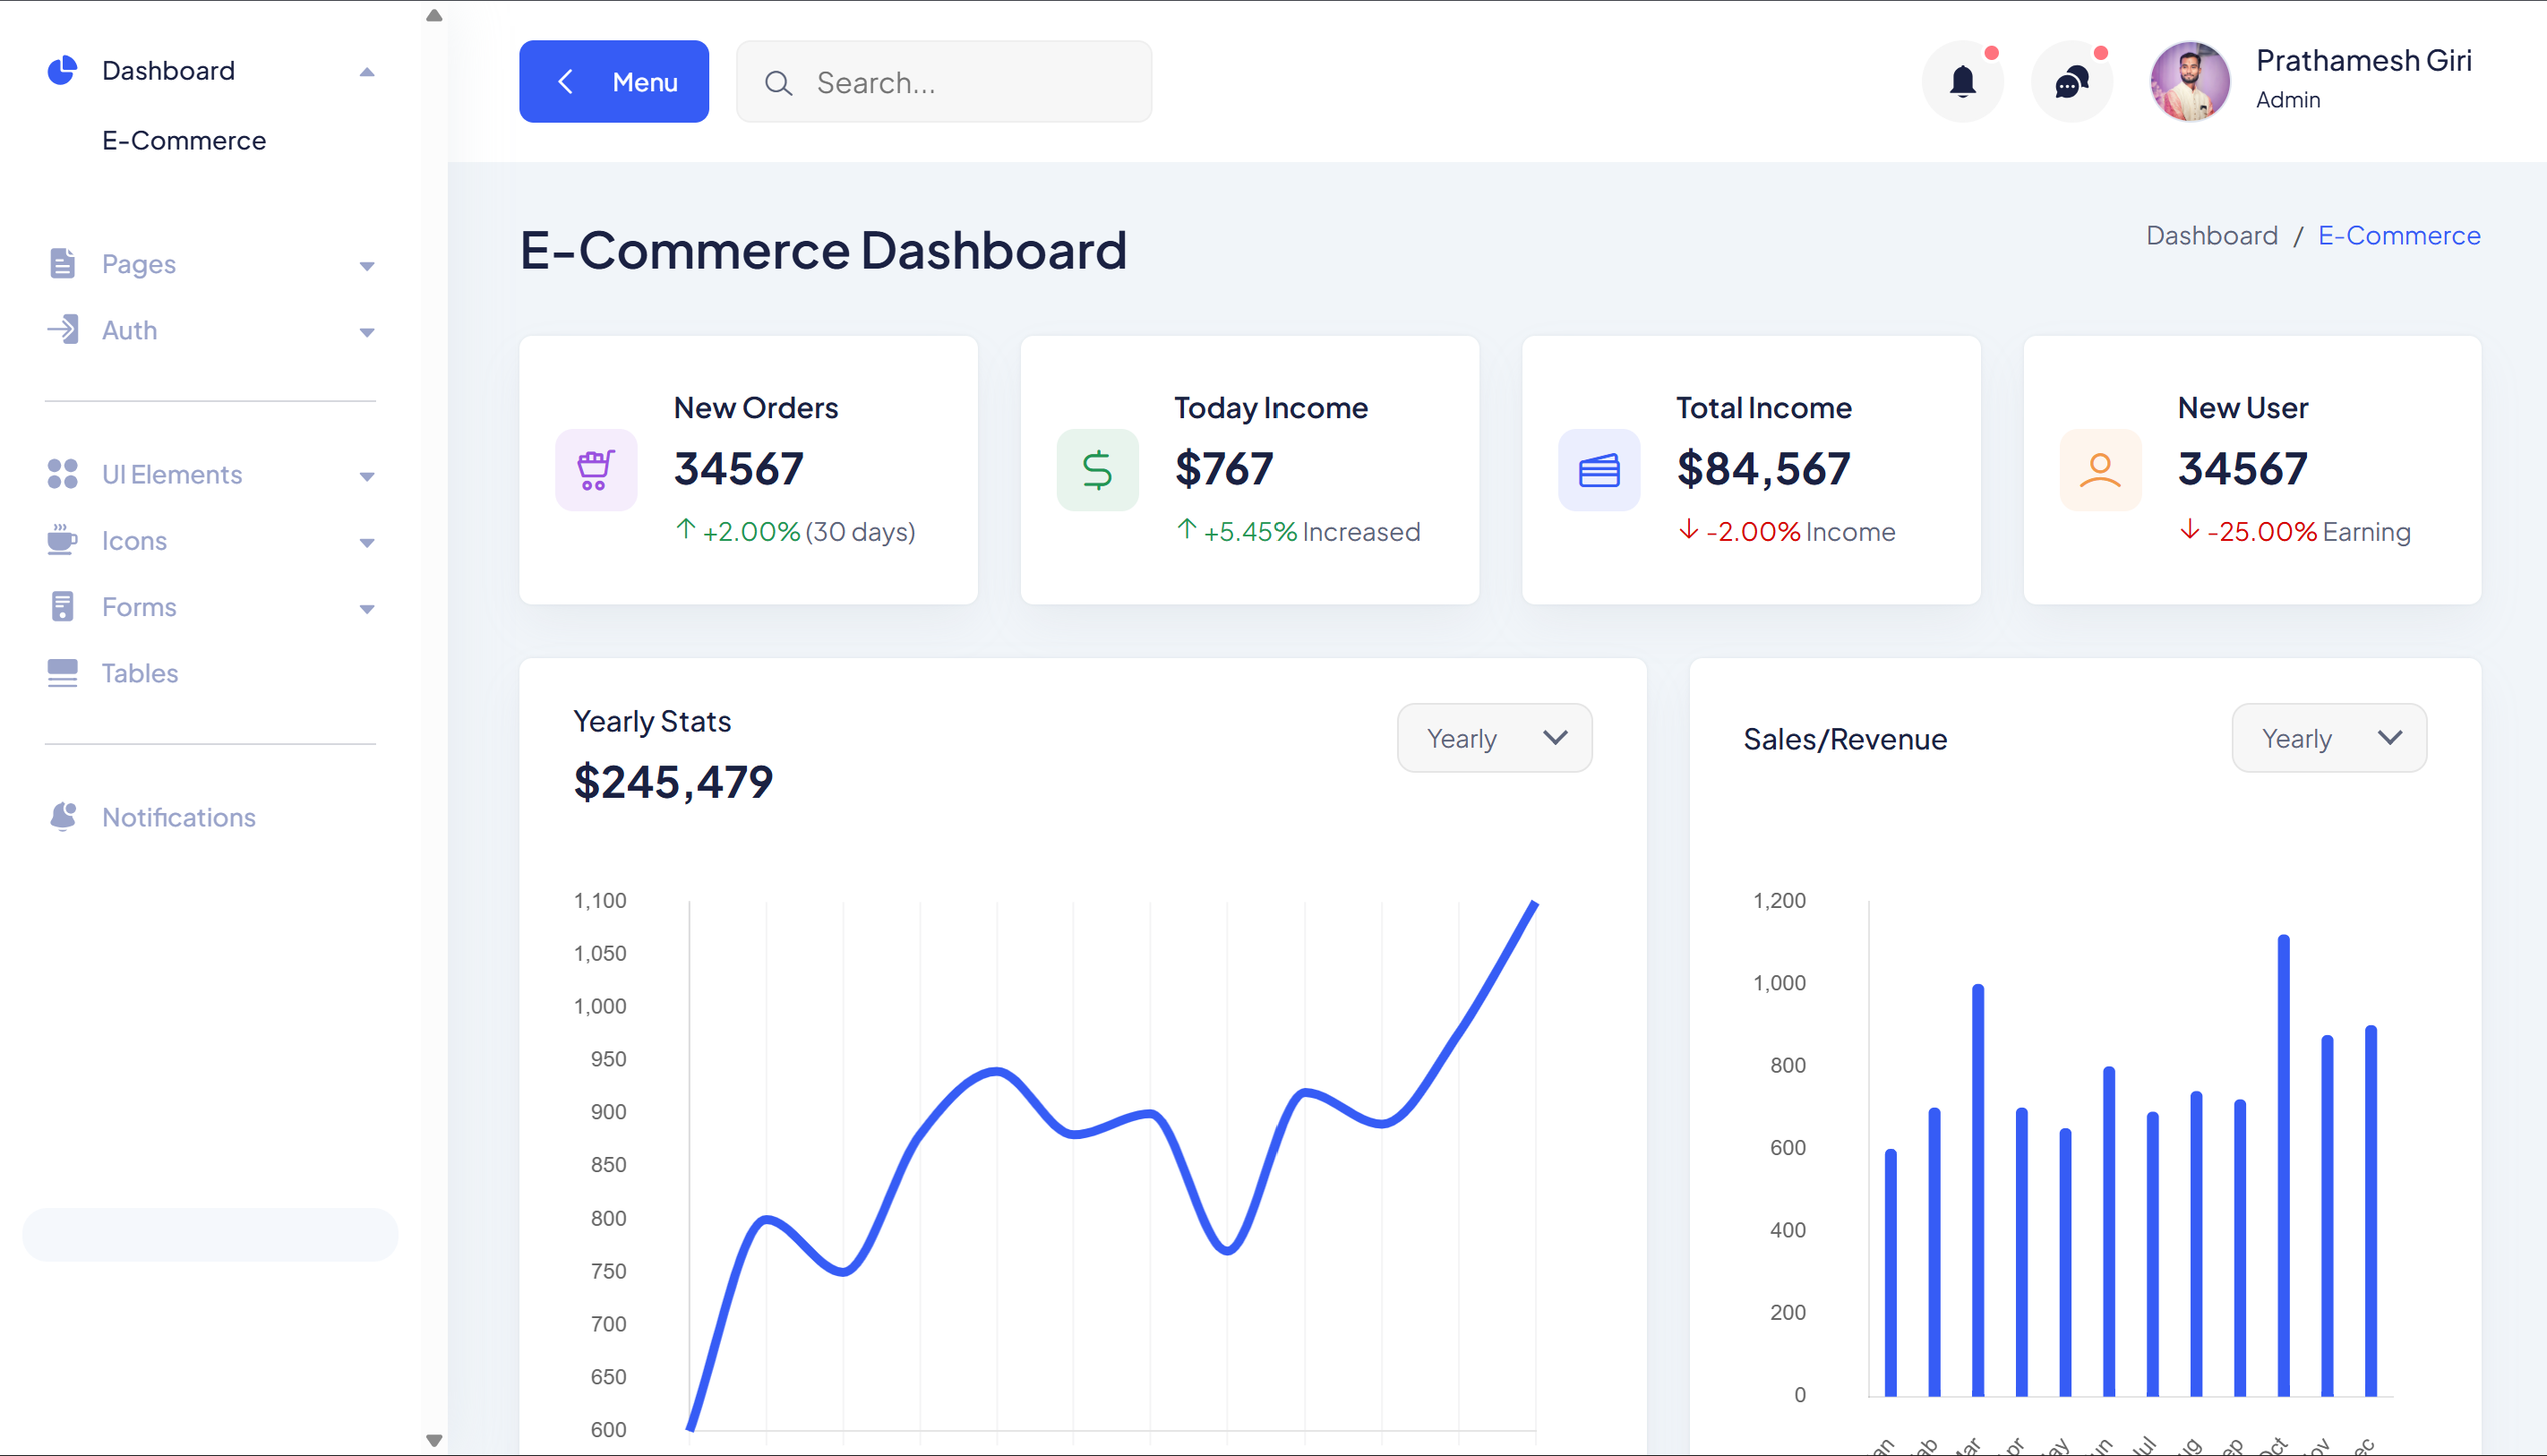 Dashboard
E-Commerce
Pages
Auth
UI Elements
Icons
Forms
Tables
Notifications
Menu
Search...
Prathamesh Giri
Admin
E-Commerce Dashboard
Dashboard / E-Commerce
New Orders
34567
+2.00% (30 days)
Today Income
$767
+5.45% Increased
Total Income
$84,567
-2.00% Income
New User
34567
-25.00% Earning
Yearly Stats
$245,479
Yearly
1,100
1,050
1,000
950
900
850
800
750
700
650
600
Sales/Revenue
Yearly
1,200
1,000
800
600
400
200
0
Jul
Oct